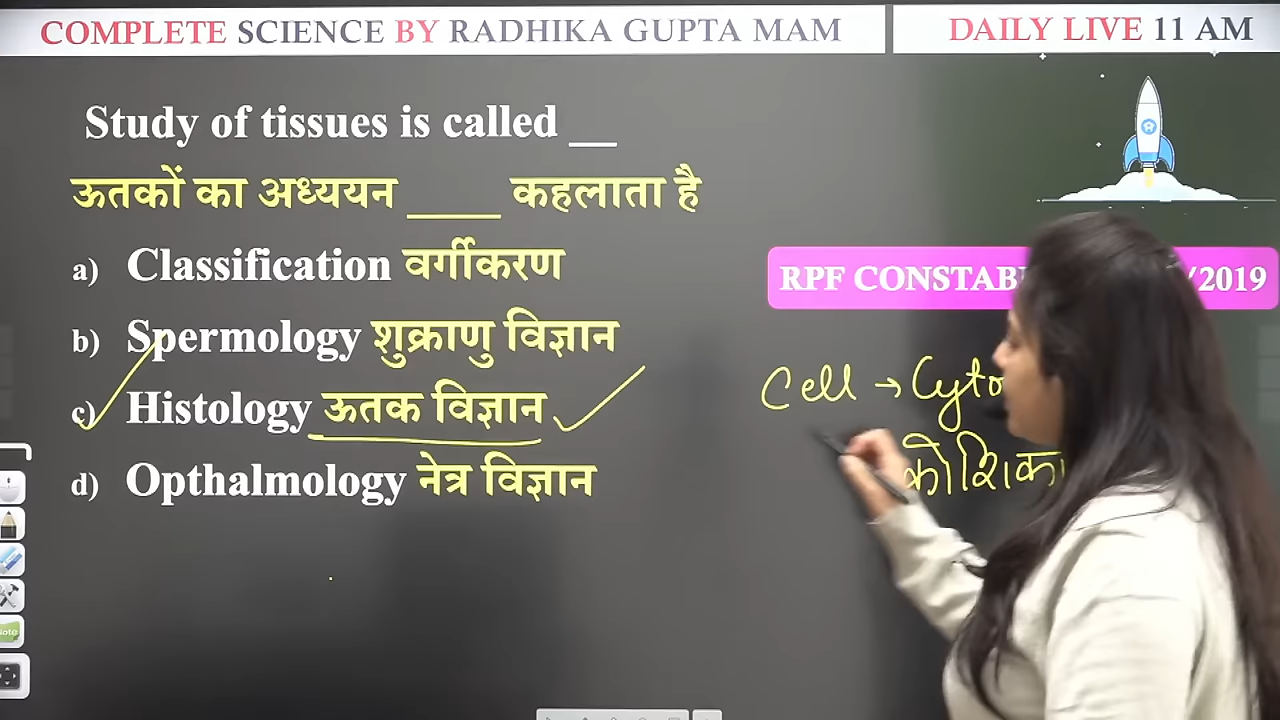 COMPLETE SCIENCE BY RADHIKA GUPTA MAM
DAILY LIVE 11 AM
Study of tissues is called __
ऊतकों का अध्ययन ____ कहलाता है
a) Classification वर्गीकरण
b) Spermology शुक्राणु विज्ञान
c) Histology ऊतक विज्ञान
d) Opthalmology नेत्र विज्ञान
RPF CONSTAB /2019
Cell → Cyto
कोशिका
Note